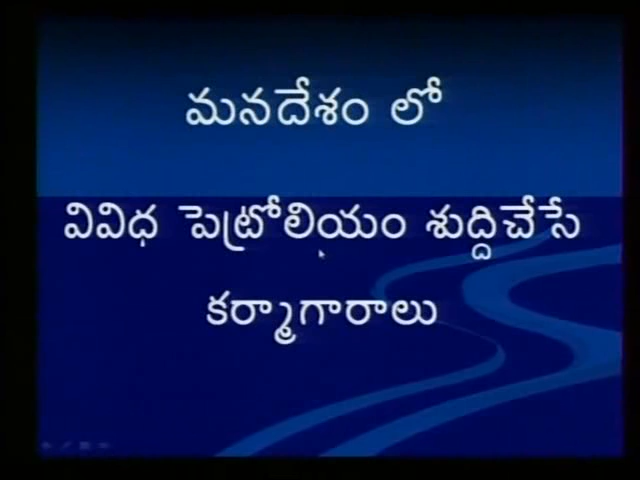 మనదేశం లో
వివిధ పెట్రోలియం శుద్దిచేసే
కర్మాగారాలు